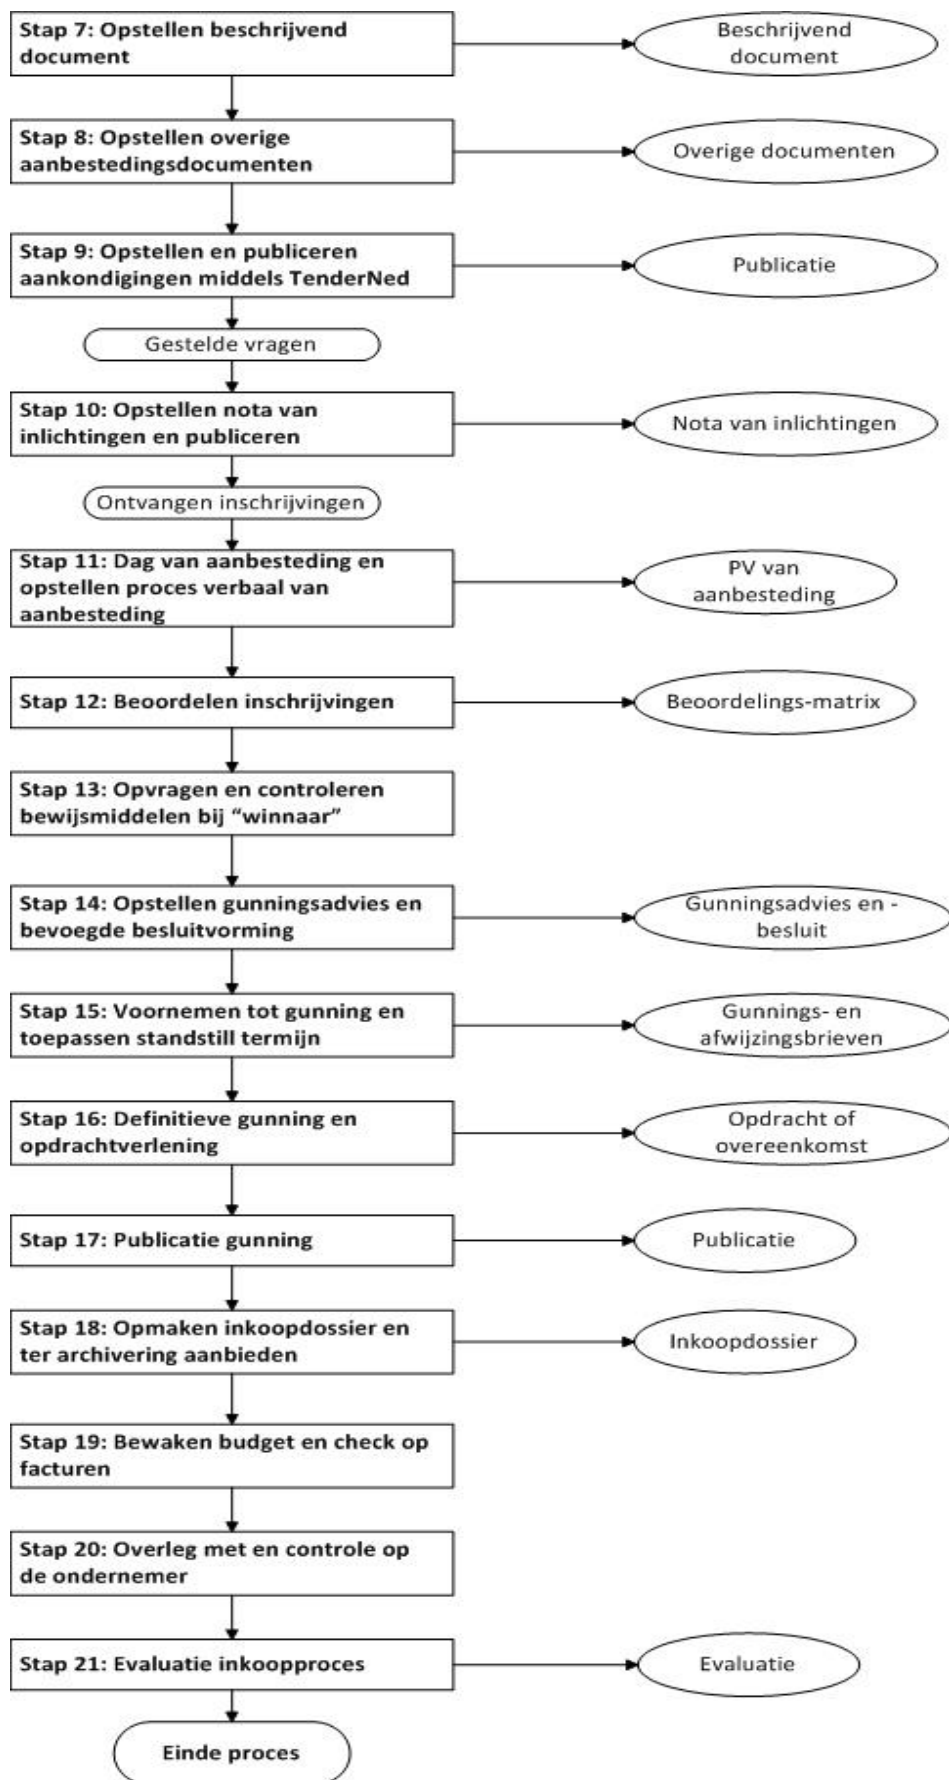 Stap 7: Opstellen beschrijvend
document
Beschrijvend
document
Stap 8: Opstellen overige
aanbestedingsdocumenten
Overige documenten
Stap 9: Opstellen en publiceren
aankondigingen middels TenderNed
Publicatie
Gestelde vragen
Stap 10: Opstellen nota van
inlichtingen en publiceren
Nota van inlichtingen
Ontvangen inschrijvingen
Stap 11: Dag van aanbesteding en
opstellen proces verbaal van
aanbesteding
PV van
aanbesteding
Stap 12: Beoordelen inschrijvingen
Beoordelings-matrix
Stap 13: Opvragen en controleren
bewijsmiddelen bij “winnaar”
Stap 14: Opstellen gunningsadvies en
bevoegde besluitvorming
Gunningsadvies en -
besluit
Stap 15: Voornemen tot gunning en
toepassen standstill termijn
Gunnings- en
afwijzingsbrieven
Stap 16: Definitieve gunning en
opdrachtverlening
Opdracht of
overeenkomst
Stap 17: Publicatie gunning
Publicatie
Stap 18: Opmaken inkoopdossier en
ter archivering aanbieden
Inkoopdossier
Stap 19: Bewaken budget en check op
facturen
Stap 20: Overleg met en controle op
de ondernemer
Stap 21: Evaluatie inkoopproces
Evaluatie
Einde proces